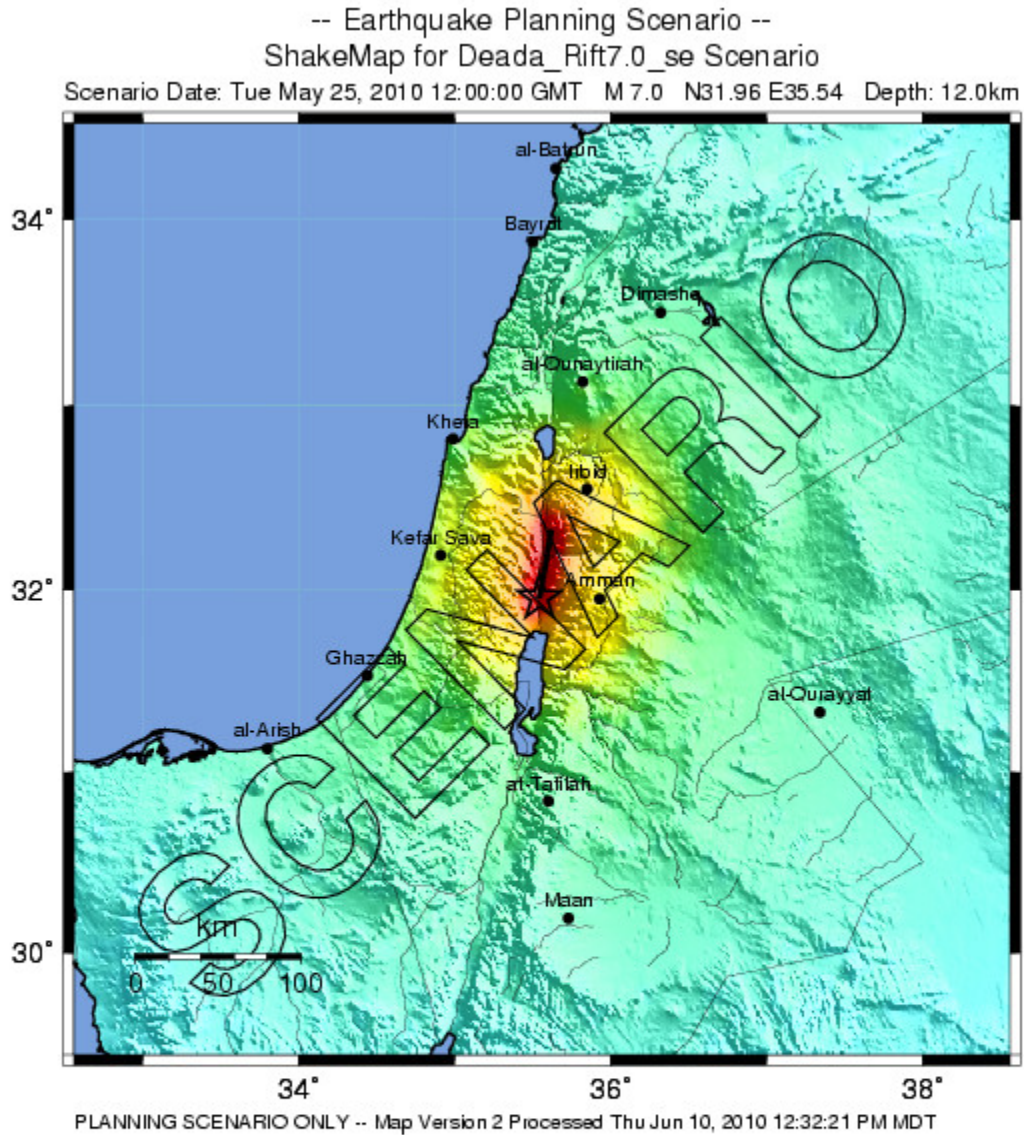 -- Earthquake Planning Scenario --
ShakeMap for Deada_Rift7.0_se Scenario
Scenario Date: Tue May 25, 2010 12:00:00 GMT M 7.0 N31.96 E35.54 Depth: 12.0km
al-Batrun
34°
Bayrut
Dimashq
al-Qunaytirah
Khefa
Irbid
Kefar Sava
32°
Amman
Ghazzah
al-Qurayyat
al-Arish
at-Tafilah
Maan
SCENARIO
30°
km
0 50 100
34° 36° 38°
PLANNING SCENARIO ONLY -- Map Version 2 Processed Thu Jun 10, 2010 12:32:21 PM MDT